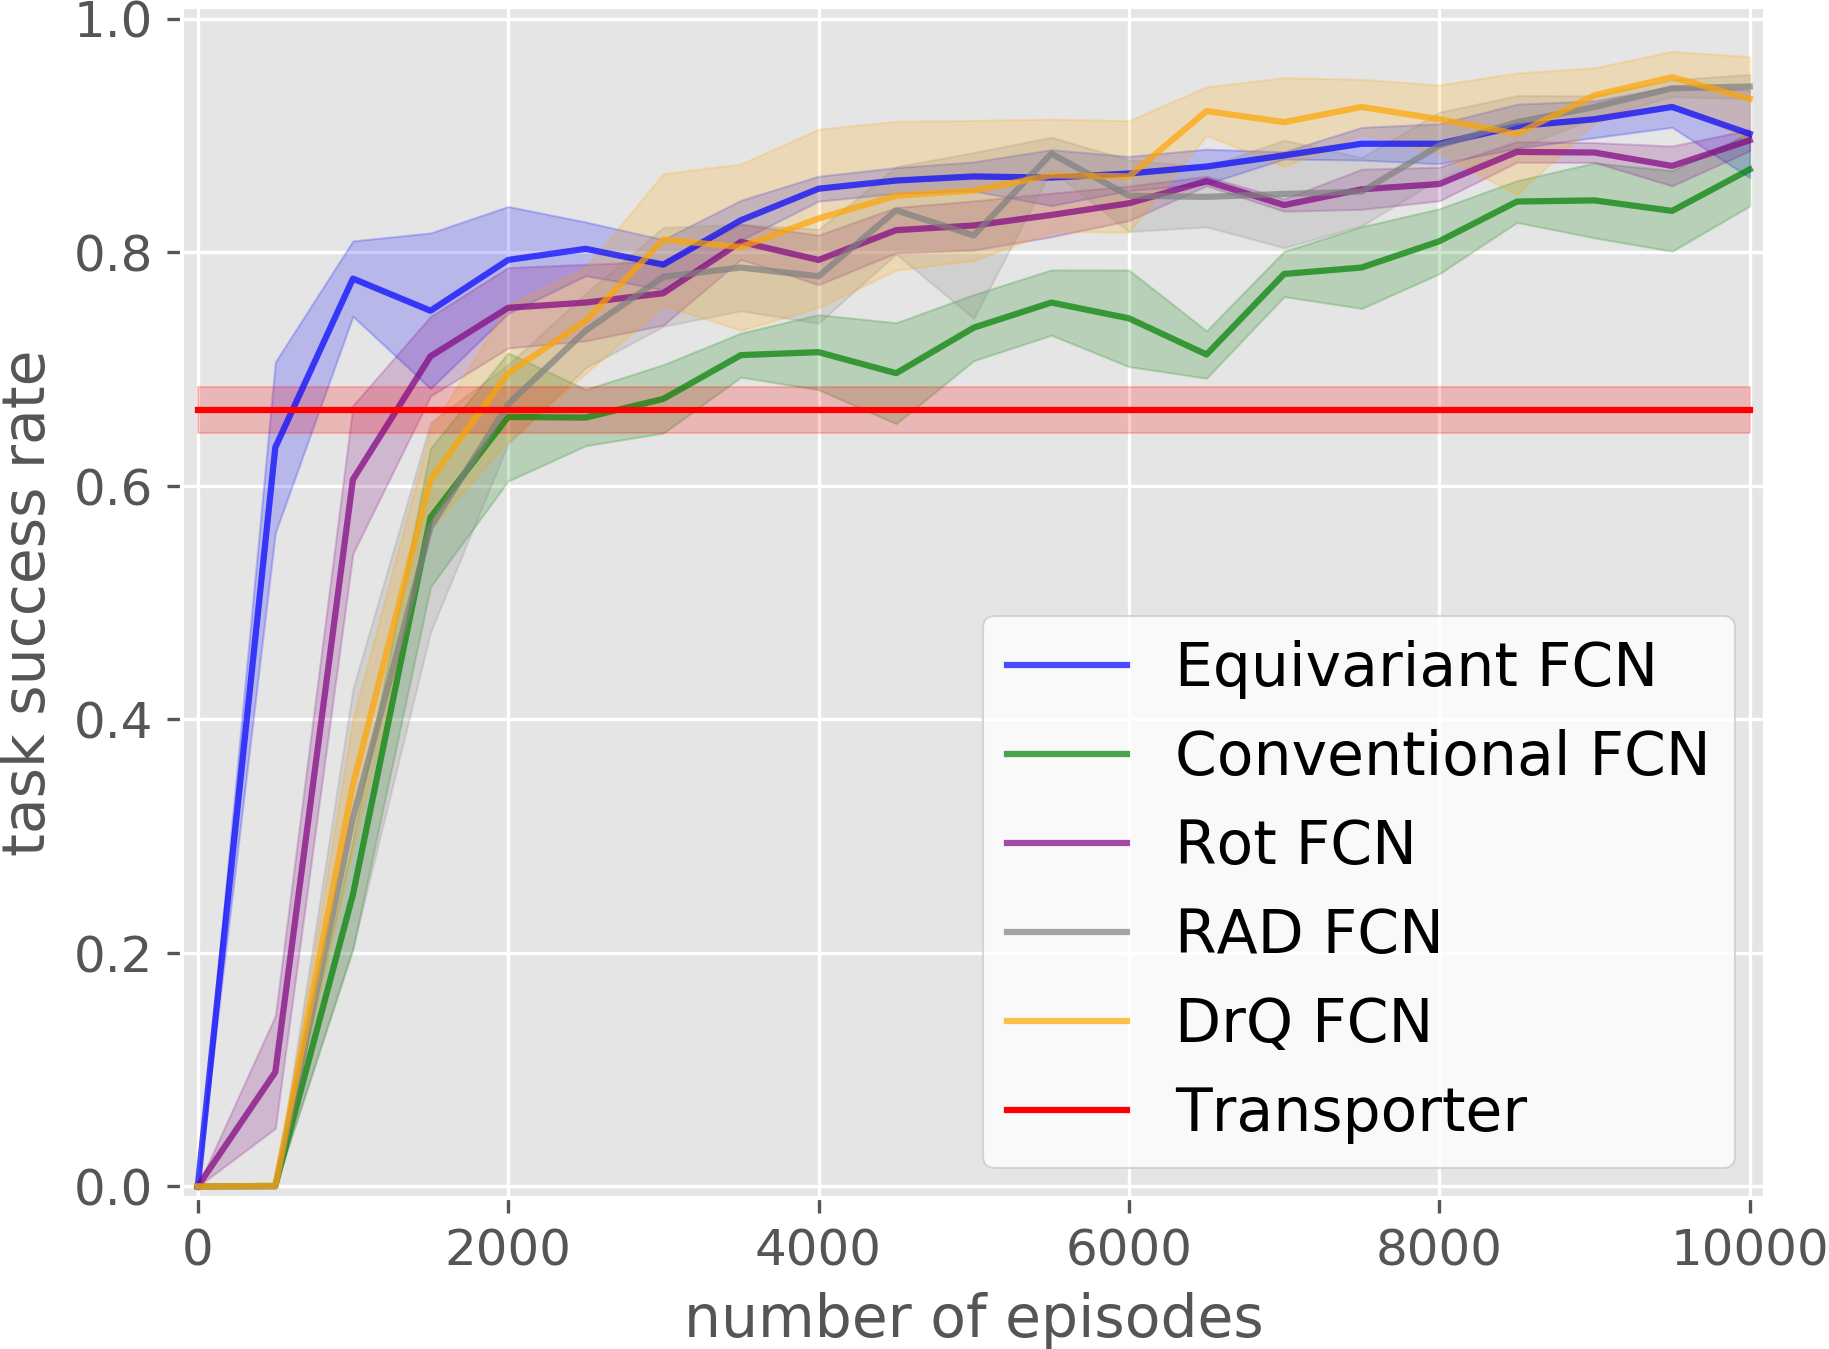 1.0
0.8
0.6
0.4
0.2
0.0
task success rate
0 2000 4000 6000 8000 10000
number of episodes
Equivariant FCN
Conventional FCN
Rot FCN
RAD FCN
DrQ FCN
Transporter